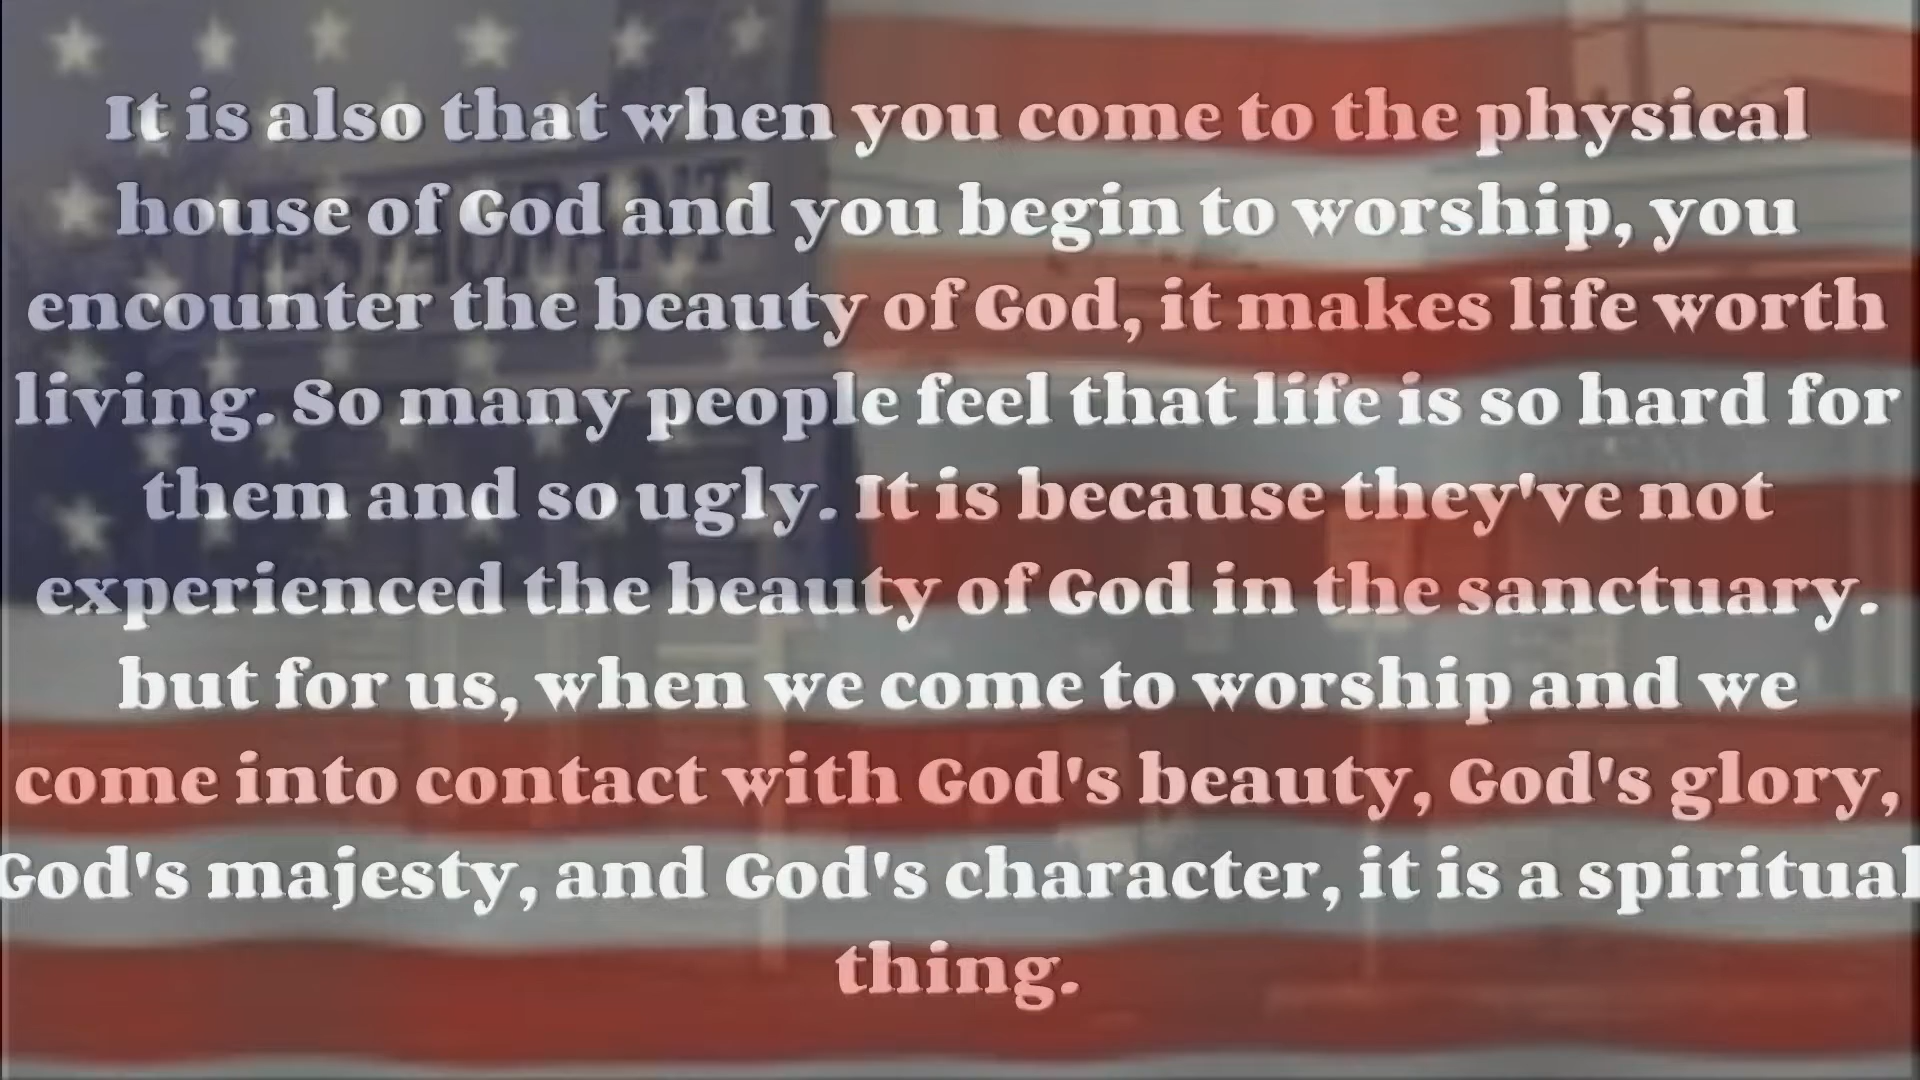 It is also that when you come to the physical
house of God and you begin to worship, you
encounter the beauty of God, it makes life worth
living. So many people feel that life is so hard for
them and so ugly. It is because they've not
experienced the beauty of God in the sanctuary.
but for us, when we come to worship and we
come into contact with God's beauty, God's glory,
God's majesty, and God's character, it is a spiritual
thing.
RESTAURANT